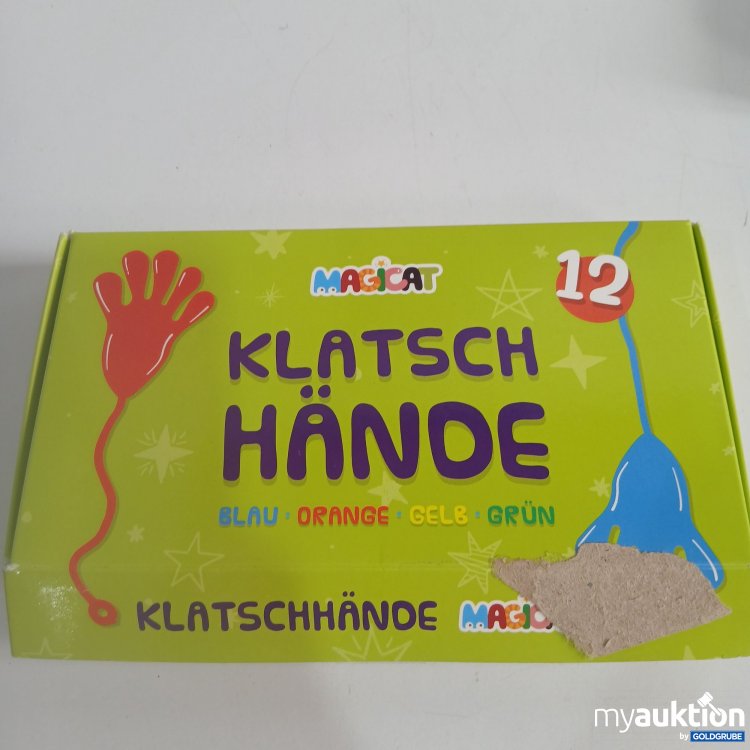 MAGICAT
12
KLATSCH
HÄNDE
BLAU · ORANGE · GELB · GRÜN
KLATSCHHÄNDE
myauktion
by GOLDGRUBE